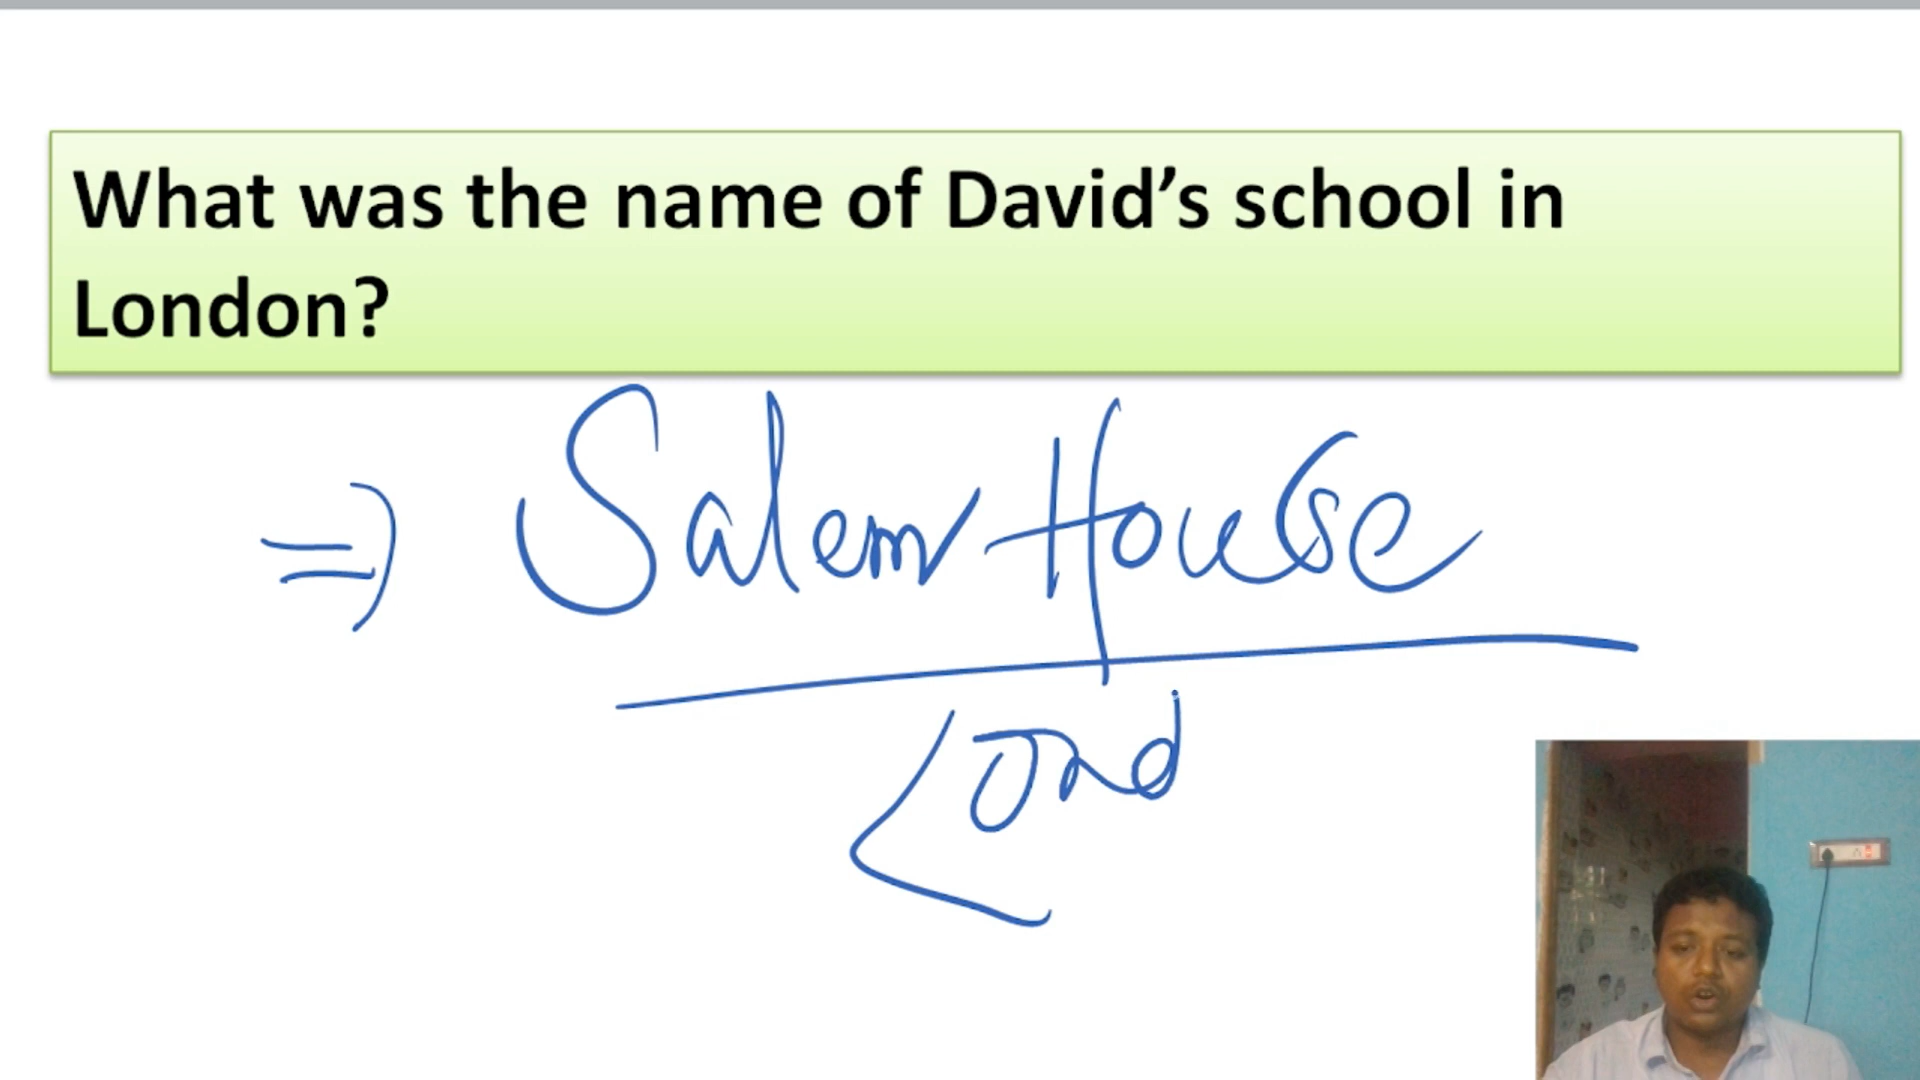 What was the name of David's school in
London?
⇒ Salem House
Lond